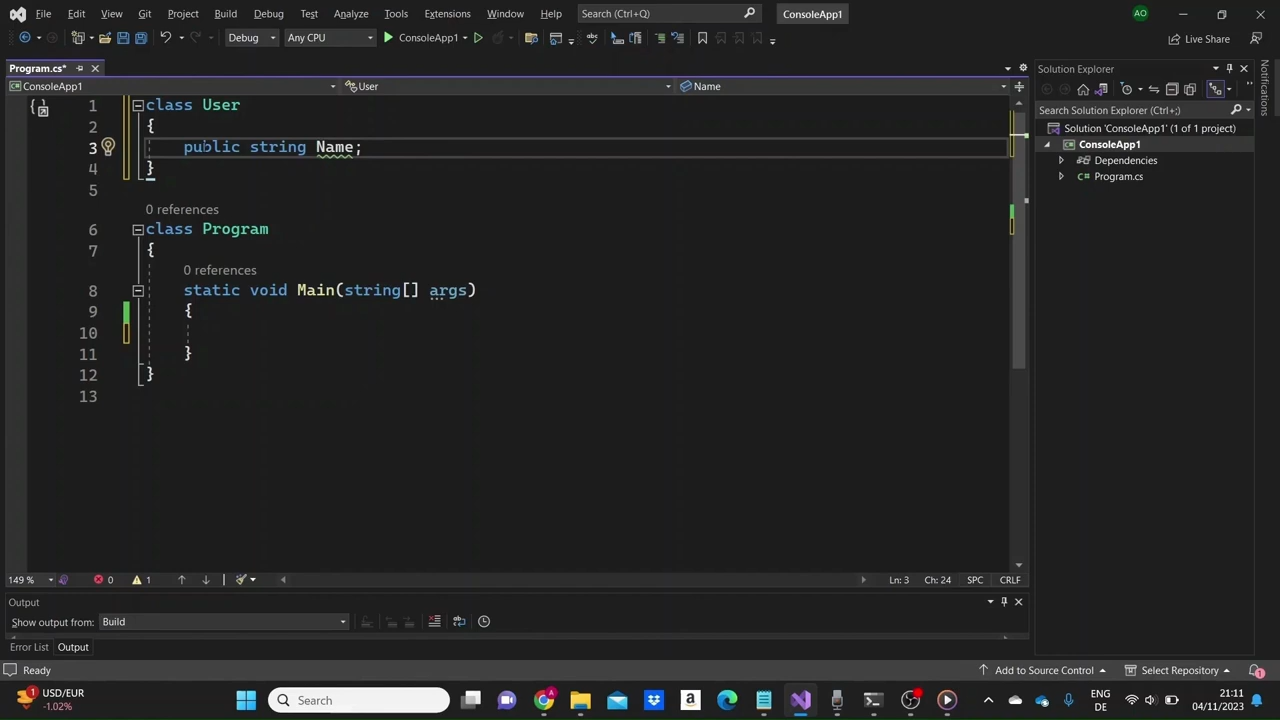 File Edit View Git Project Build Debug Test Analyze Tools Extensions Window Help Search (Ctrl+Q) ConsoleApp1 AO
Debug Any CPU ConsoleApp1 Live Share
Program.cs* Solution Explorer
ConsoleApp1 User Name
Search Solution Explorer (Ctrl+;)
Solution 'ConsoleApp1' (1 of 1 project)
ConsoleApp1
Dependencies
Program.cs
Notifications
1 class User
2 {
3 public string Name;
4 }
5
0 references
6 class Program
7 {
0 references
8 static void Main(string[] args)
9 {
10
11 }
12 }
13
149 % 0 1 Ln: 3 Ch: 24 SPC CRLF
Output
Show output from: Build
Error List Output
Ready Add to Source Control Select Repository 1
1 USD/EUR
-1.02%
Search
ENG
DE
21:11
04/11/2023